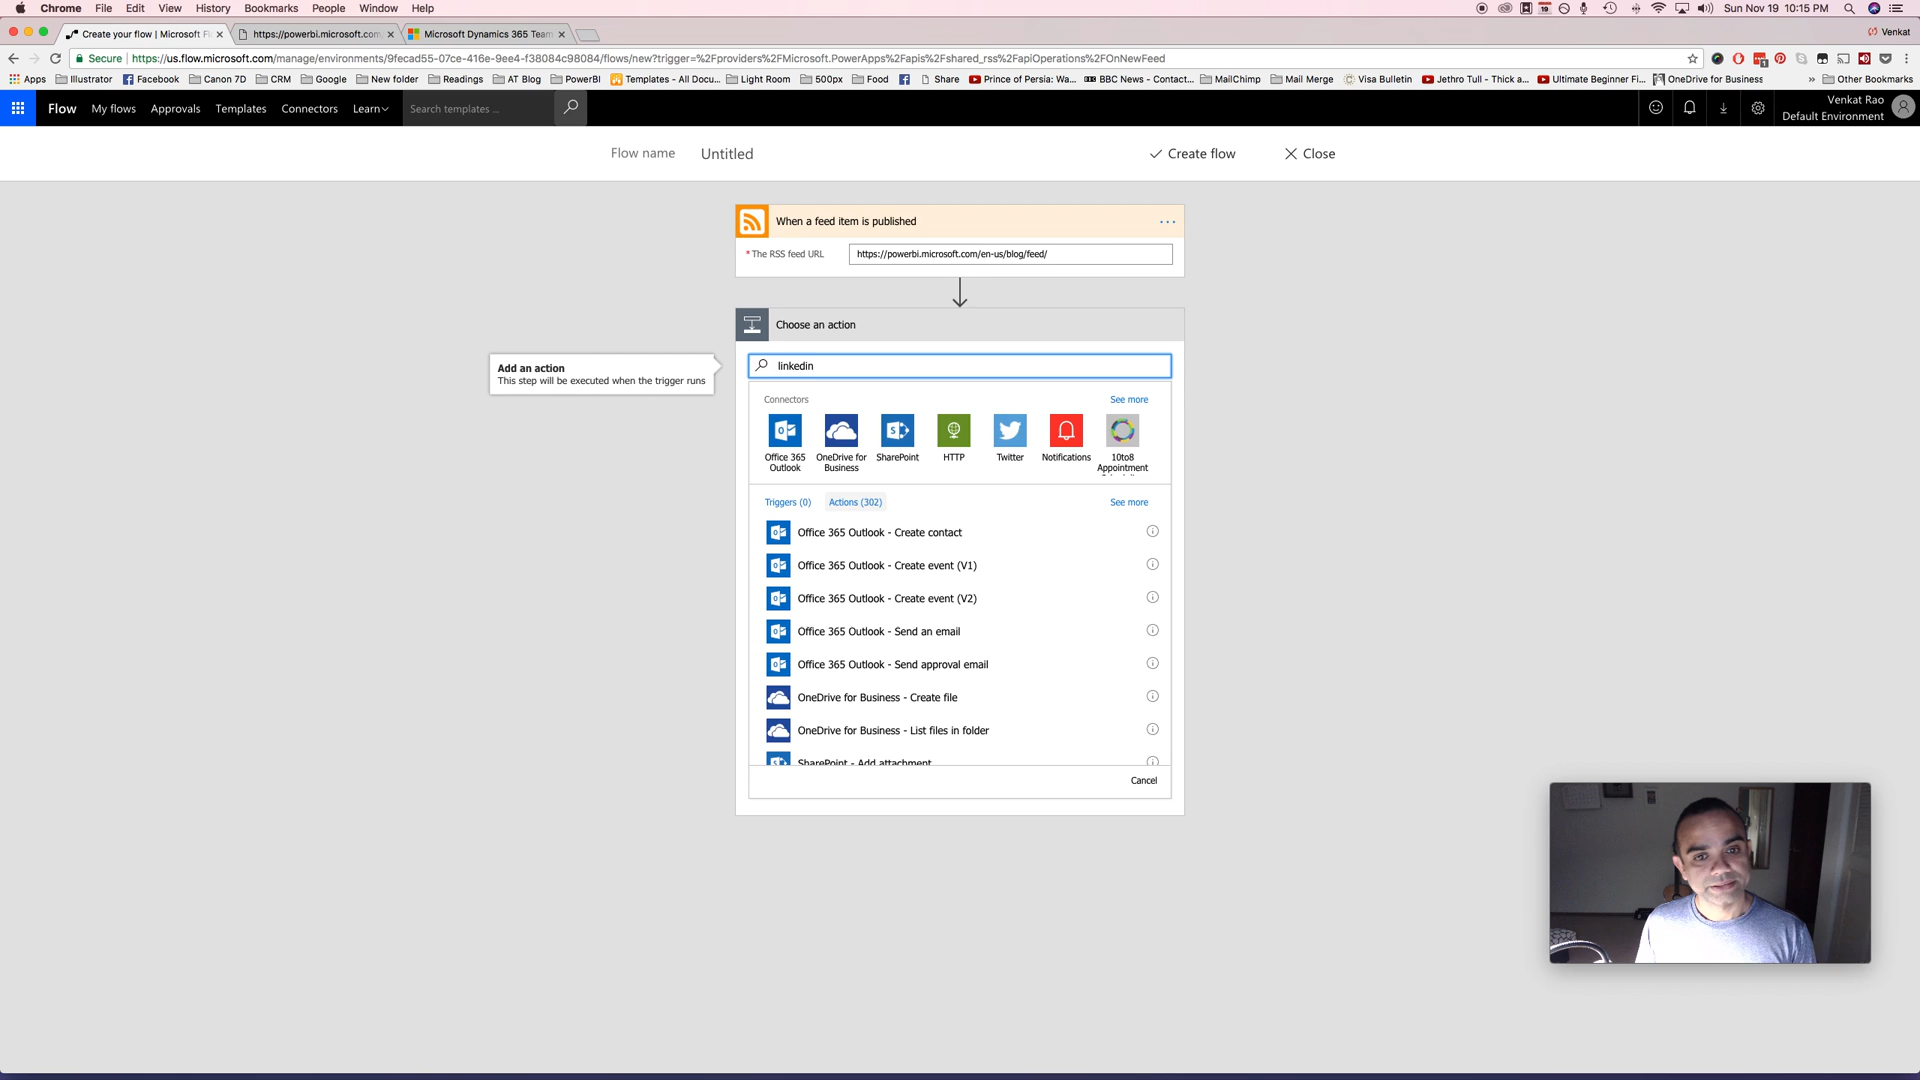 Chrome File Edit View History Bookmarks People Window Help
19
Sun Nov 19 10:15 PM
Create your flow | Microsoft Fl
https://powerbi.microsoft.com
Microsoft Dynamics 365 Team
Venkat
Secure
https://us.flow.microsoft.com/manage/environments/9fecad55-07ce-416e-9ee4-f38084c98084/flows/new?trigger=%2Fproviders%2FMicrosoft.PowerApps%2Fapis%2Fshared_rss%2FapiOperations%2FOnNewFeed
Apps Illustrator Facebook Canon 7D CRM Google New folder Readings AT Blog PowerBI Templates - All Docu... Light Room 500px Food Share Prince of Persia: Wa... BBC News - Contact... MailChimp Mail Merge Visa Bulletin Jethro Tull - Thick a... Ultimate Beginner Fi... OneDrive for Business » Other Bookmarks
Flow My flows Approvals Templates Connectors Learn Search templates ...
Venkat Rao
Default Environment
Flow name Untitled Create flow Close
When a feed item is published
* The RSS feed URL https://powerbi.microsoft.com/en-us/blog/feed/
Choose an action
Add an action
This step will be executed when the trigger runs
linkedin
Connectors See more
Office 365 Outlook
OneDrive for Business
SharePoint
HTTP
Twitter
Notifications
10to8 Appointment
Triggers (0) Actions (302) See more
Office 365 Outlook - Create contact
Office 365 Outlook - Create event (V1)
Office 365 Outlook - Create event (V2)
Office 365 Outlook - Send an email
Office 365 Outlook - Send approval email
OneDrive for Business - Create file
OneDrive for Business - List files in folder
SharePoint - Add attachment
Cancel